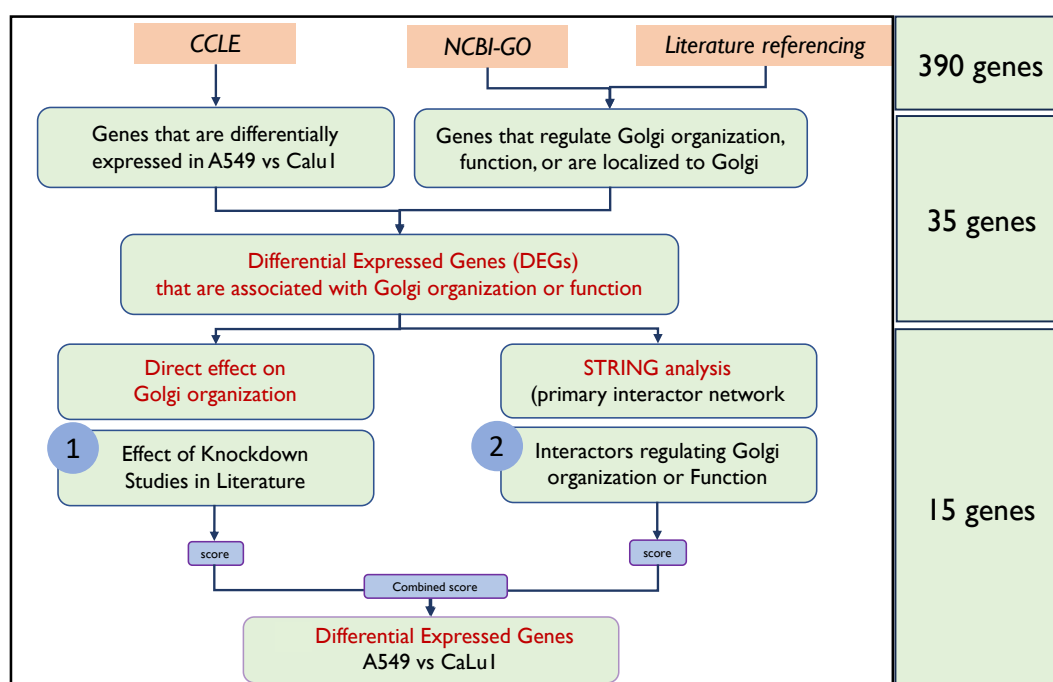 CCLE
NCBI-GO
Literature referencing
390 genes
Genes that are differentially
expressed in A549 vs Calu1
Genes that regulate Golgi organization,
function, or are localized to Golgi
35 genes
Differential Expressed Genes (DEGs)
that are associated with Golgi organization or function
Direct effect on
Golgi organization
STRING analysis
(primary interactor network
1
Effect of Knockdown
Studies in Literature
2
Interactors regulating Golgi
organization or Function
15 genes
score
score
Combined score
Differential Expressed Genes
A549 vs CaLu1